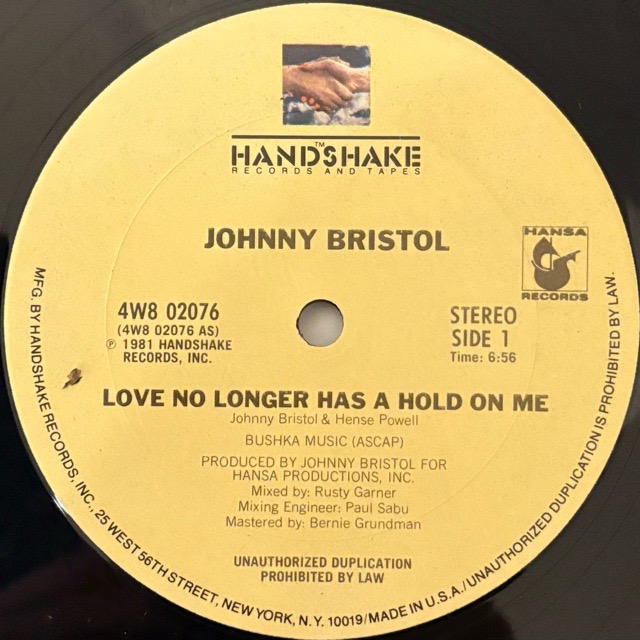 ™
HANDSHAKE
RECORDS AND TAPES
JOHNNY BRISTOL
HANSA
RECORDS
4W8 02076
(4W8 02076 AS)
℗ 1981 HANDSHAKE
RECORDS, INC.
STEREO
SIDE 1
Time: 6:56
LOVE NO LONGER HAS A HOLD ON ME
Johnny Bristol & Hense Powell
BUSHKA MUSIC (ASCAP)
PRODUCED BY JOHNNY BRISTOL FOR
HANSA PRODUCTIONS, INC.
Mixed by: Rusty Garner
Mixing Engineer: Paul Sabu
Mastered by: Bernie Grundman
UNAUTHORIZED DUPLICATION
PROHIBITED BY LAW
MFG. BY HANDSHAKE RECORDS, INC., 25 WEST 56TH STREET, NEW YORK, N.Y. 10019/MADE IN U.S.A./UNAUTHORIZED DUPLICATION IS PROHIBITED BY LAW.